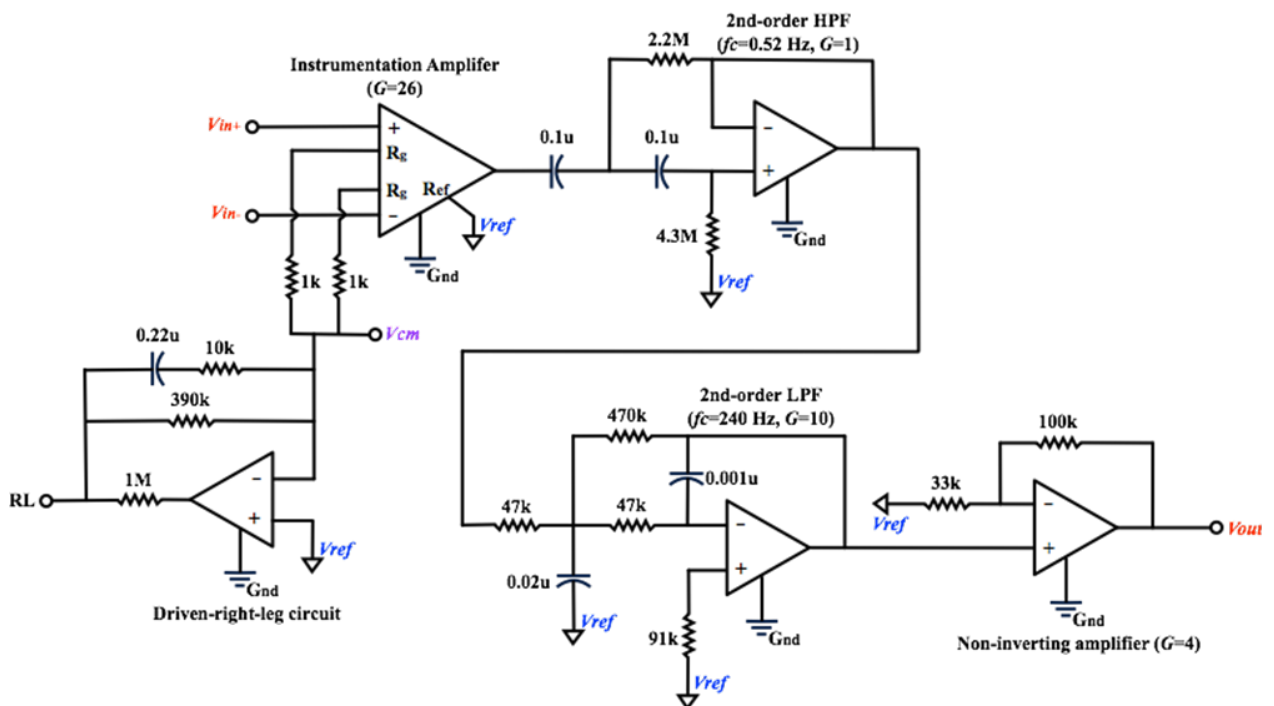 2nd-order HPF
(fc=0.52 Hz, G=1)
2.2M
Instrumentation Amplifer
(G=26)
Vin+
+
Rg
Rg
Ref
Vin-
-
Vref
Gnd
0.1u
0.1u
-
+
Gnd
4.3M
Vref
1k
1k
Vcm
0.22u
10k
390k
1M
RL
-
+
Vref
Gnd
Driven-right-leg circuit
2nd-order LPF
(fc=240 Hz, G=10)
470k
0.001u
47k
47k
-
+
0.02u
Vref
91k
Vref
Gnd
100k
33k
Vref
-
+
Vout
Gnd
Non-inverting amplifier (G=4)